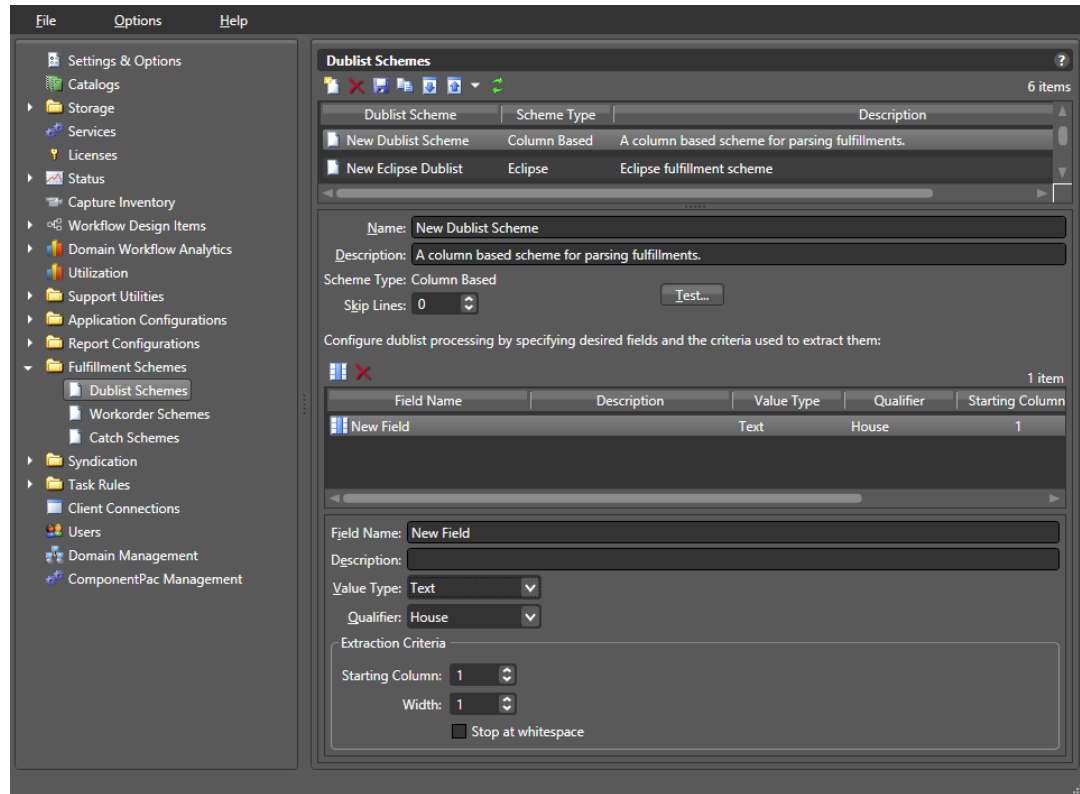 File Options Help
Settings & Options
Catalogs
Storage
Services
Licenses
Status
Capture Inventory
Workflow Design Items
Domain Workflow Analytics
Utilization
Support Utilities
Application Configurations
Report Configurations
Fulfillment Schemes
Dublist Schemes
Workorder Schemes
Catch Schemes
Syndication
Task Rules
Client Connections
Users
Domain Management
ComponentPac Management
Dublist Schemes ?
6 items
Dublist Scheme Scheme Type Description
New Dublist Scheme Column Based A column based scheme for parsing fulfillments.
New Eclipse Dublist Eclipse Eclipse fulfillment scheme
Name: New Dublist Scheme
Description: A column based scheme for parsing fulfillments.
Scheme Type: Column Based
Skip Lines: 0 Test...
Configure dublist processing by specifying desired fields and the criteria used to extract them:
1 item
Field Name Description Value Type Qualifier Starting Column
New Field Text House 1
Field Name: New Field
Description:
Value Type: Text
Qualifier: House
Extraction Criteria
Starting Column: 1
Width: 1
Stop at whitespace